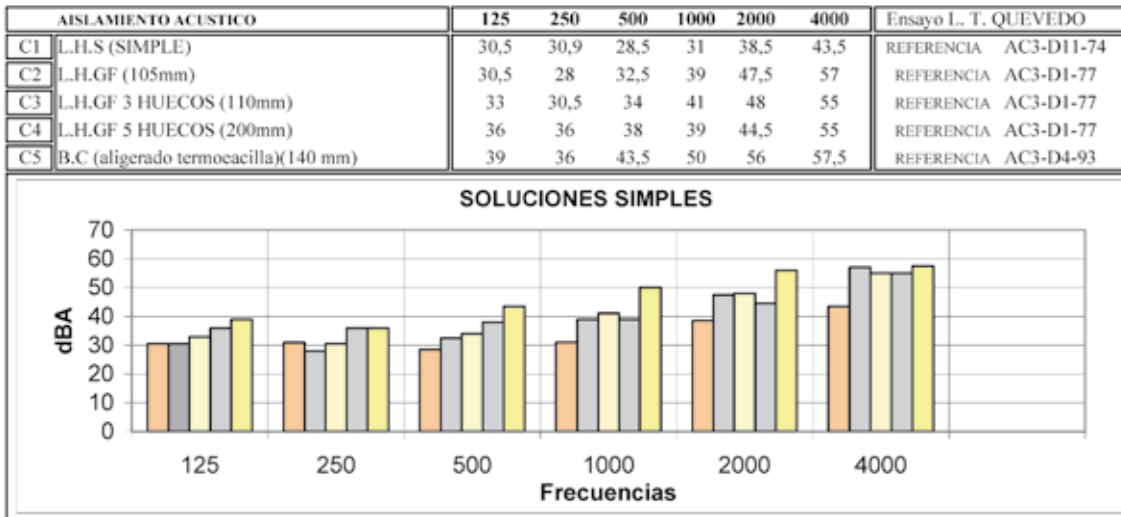 AISLAMIENTO ACUSTICO 125 250 500 1000 2000 4000 Ensayo L. T. QUEVEDO
C1 L.H.S (SIMPLE) 30,5 30,9 28,5 31 38,5 43,5 REFERENCIA AC3-D11-74
C2 L.H.GF (105mm) 30,5 28 32,5 39 47,5 57 REFERENCIA AC3-D1-77
C3 L.H.GF 3 HUECOS (110mm) 33 30,5 34 41 48 55 REFERENCIA AC3-D1-77
C4 L.H.GF 5 HUECOS (200mm) 36 36 38 39 44,5 55 REFERENCIA AC3-D1-77
C5 B.C (aligerado termoeacilla)(140 mm) 39 36 43,5 50 56 57,5 REFERENCIA AC3-D4-93
SOLUCIONES SIMPLES
70
60
50
40
30
20
10
0
dBA
125 250 500 1000 2000 4000
Frecuencias